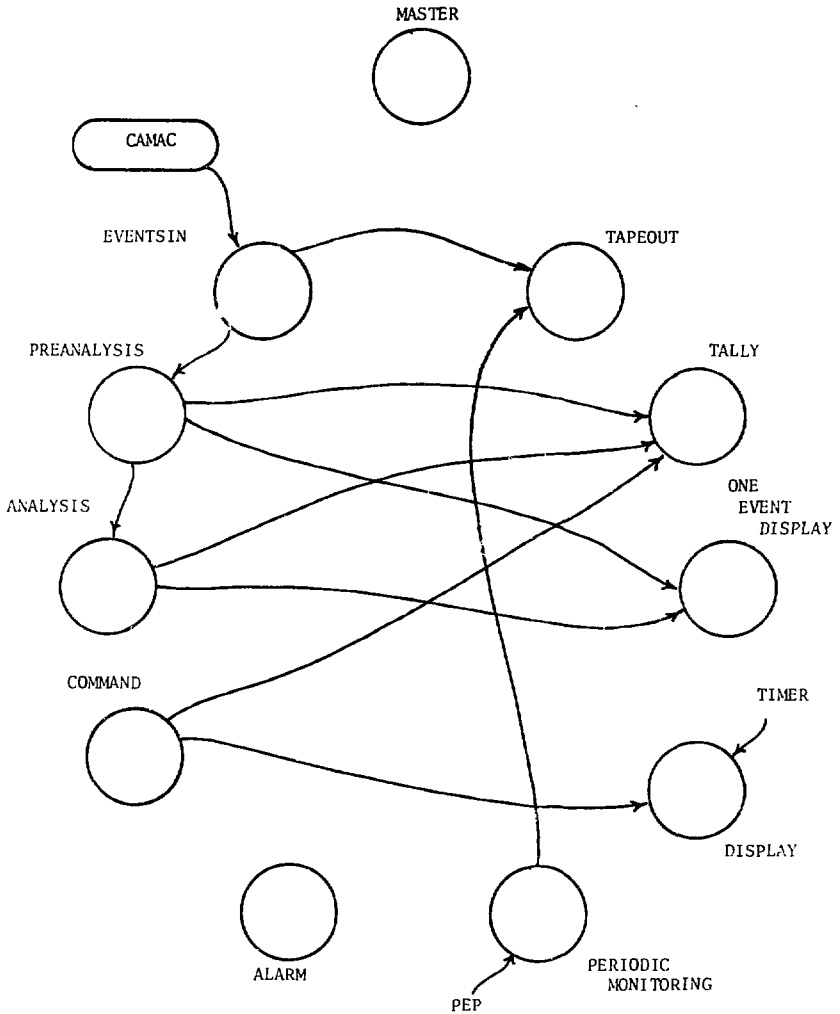 MASTER
CAMAC
EVENTSIN
TAPEOUT
PREANALYSIS
TALLY
ANALYSIS
ONE
EVENT
DISPLAY
COMMAND
TIMER
DISPLAY
ALARM
PERIODIC
MONITORING
PEP